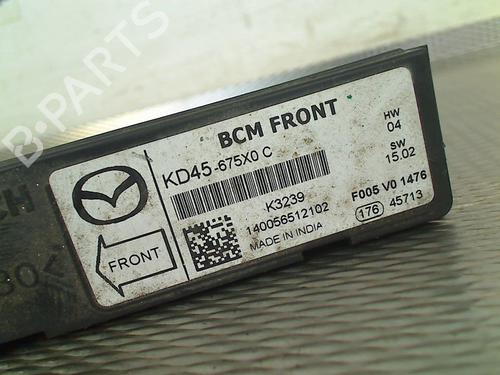 B-PARTS
BCM FRONT
KD45-675X0 C
HW
04
SW
15.02
K3239
140056512102
MADE IN INDIA
F005 V0 1476
176 45713
FRONT